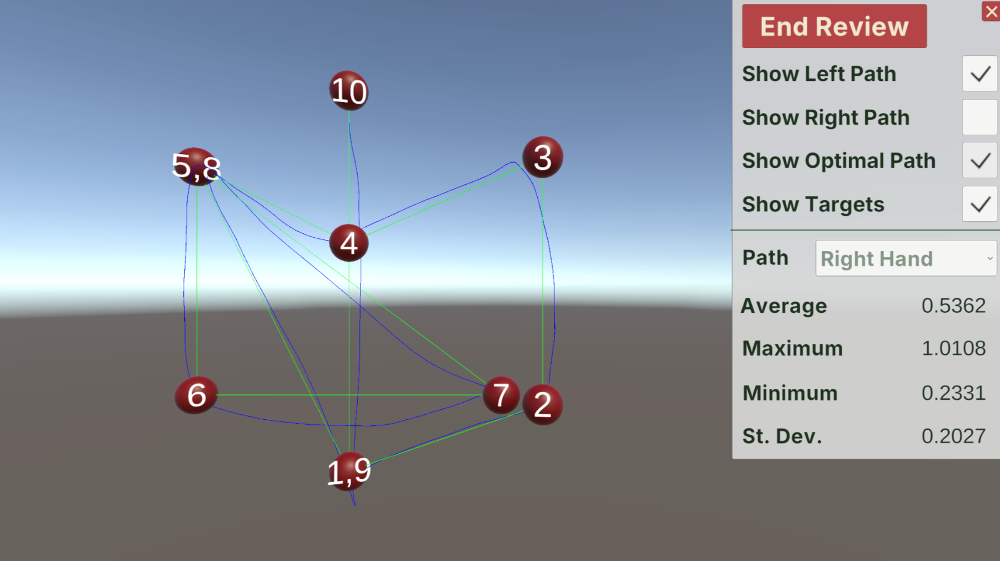 10
3
5,8
4
6
7
2
1,9
End Review
Show Left Path
Show Right Path
Show Optimal Path
Show Targets
Path Right Hand
Average 0.5362
Maximum 1.0108
Minimum 0.2331
St. Dev. 0.2027